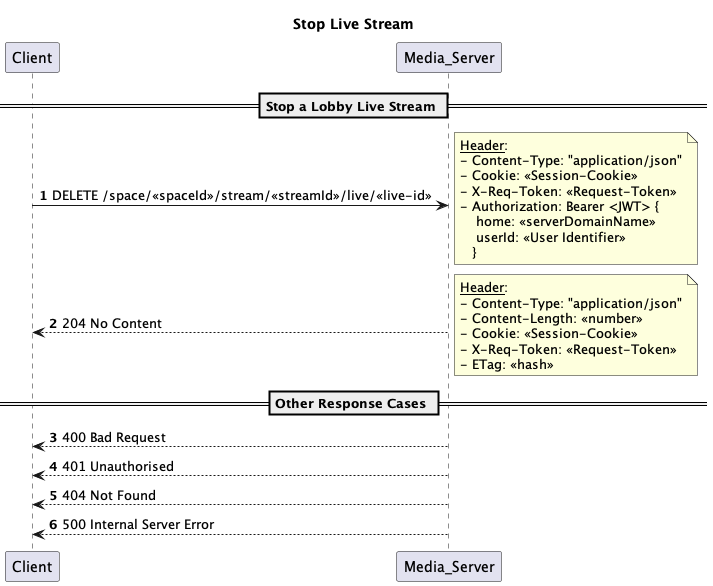 Stop Live Stream
Client
Media_Server
Stop a Lobby Live Stream
Header:
- Content-Type: "application/json"
- Cookie: «Session-Cookie»
- X-Req-Token: «Request-Token»
- Authorization: Bearer <JWT> {
home: «serverDomainName»
userId: «User Identifier»
}
1 DELETE /space/«spaceId»/stream/«streamId»/live/«live-id»
Header:
- Content-Type: "application/json"
- Content-Length: «number»
- Cookie: «Session-Cookie»
- X-Req-Token: «Request-Token»
- ETag: «hash»
2 204 No Content
Other Response Cases
3 400 Bad Request
4 401 Unauthorised
5 404 Not Found
6 500 Internal Server Error
Client
Media_Server